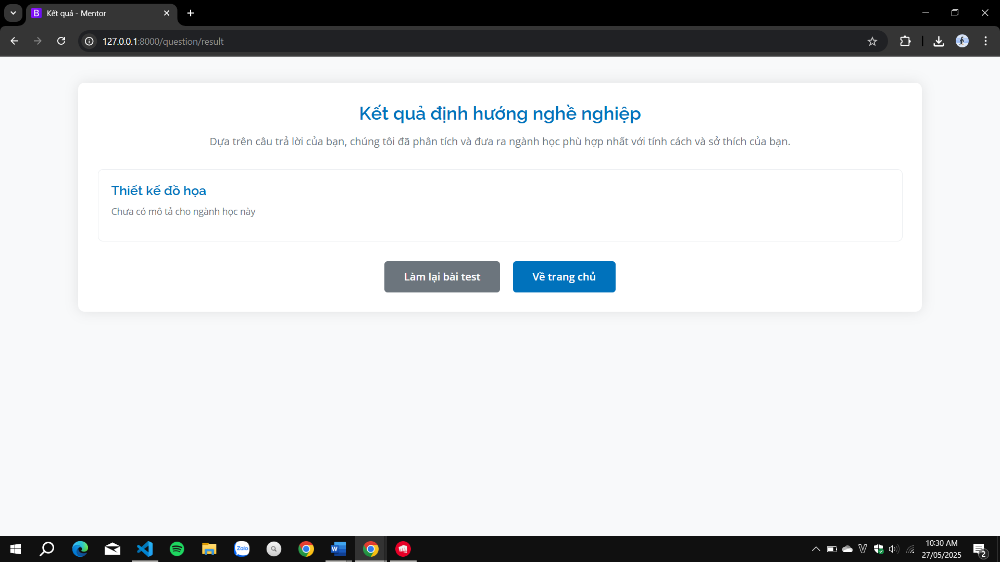 B
Kết quả - Mentor
127.0.0.1:8000/question/result
Kết quả định hướng nghề nghiệp
Dựa trên câu trả lời của bạn, chúng tôi đã phân tích và đưa ra ngành học phù hợp nhất với tính cách và sở thích của bạn.
Thiết kế đồ họa
Chưa có mô tả cho ngành học này
Làm lại bài test
Về trang chủ
Zalo
W
V
10:30 AM
27/05/2025
2